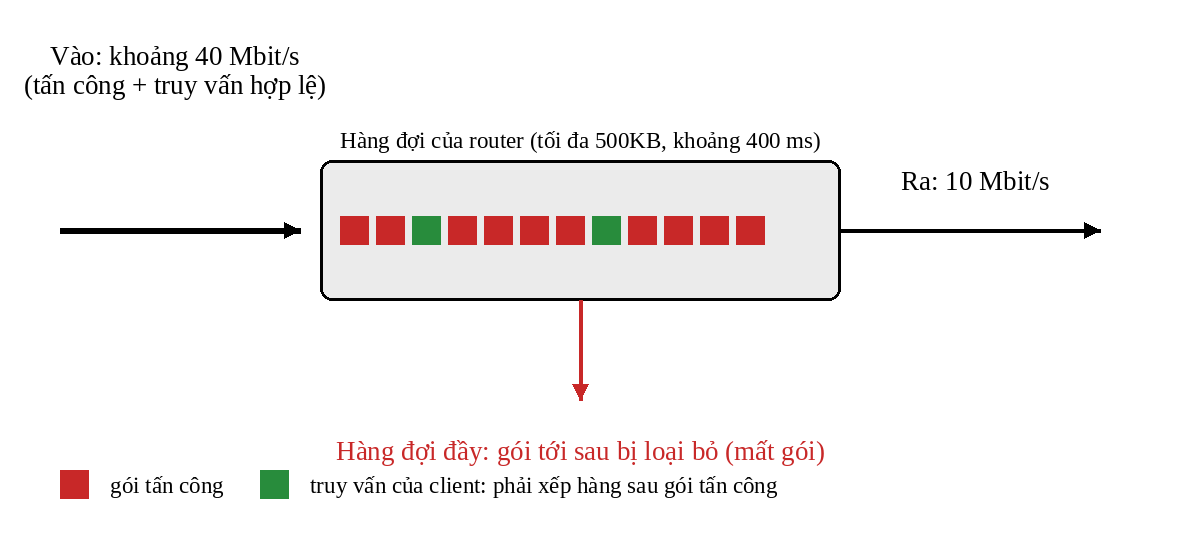 Vào: khoảng 40 Mbit/s
(tấn công + truy vấn hợp lệ)
Hàng đợi của router (tối đa 500KB, khoảng 400 ms)
Ra: 10 Mbit/s
Hàng đợi đầy: gói tới sau bị loại bỏ (mất gói)
gói tấn công
truy vấn của client: phải xếp hàng sau gói tấn công